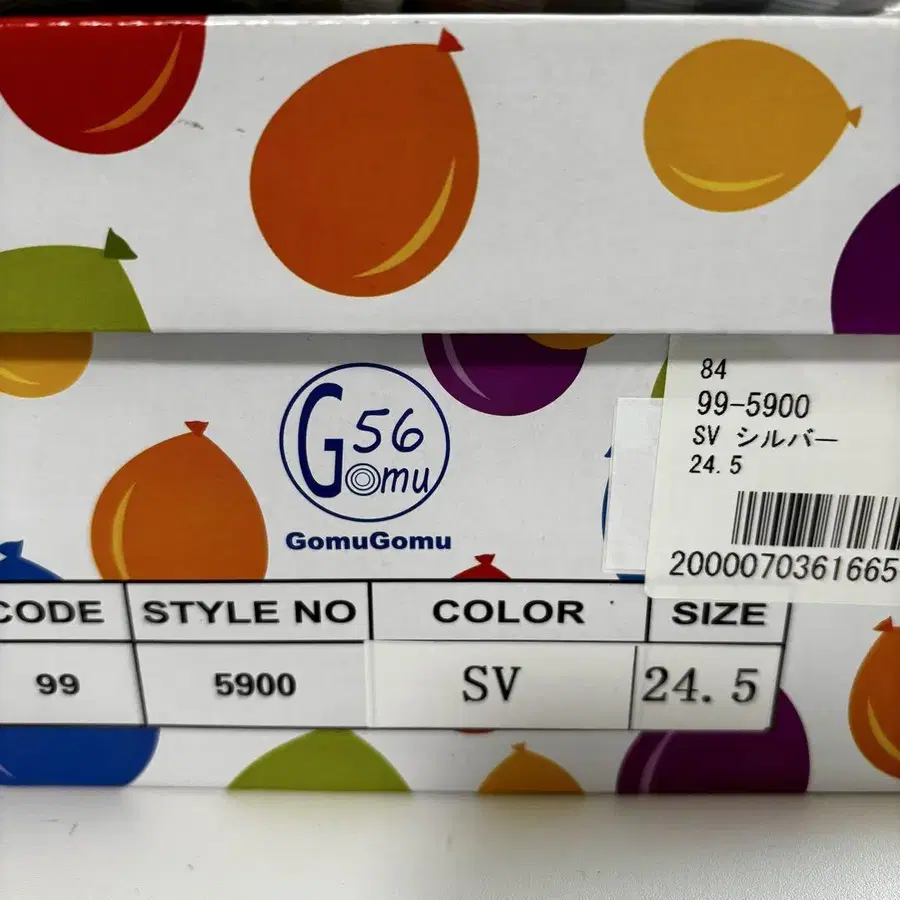 84
99-5900
SV シルバー
24.5
2000070361665
G56
Gomu
GomuGomu
CODE STYLE NO COLOR SIZE
99 5900 SV 24.5